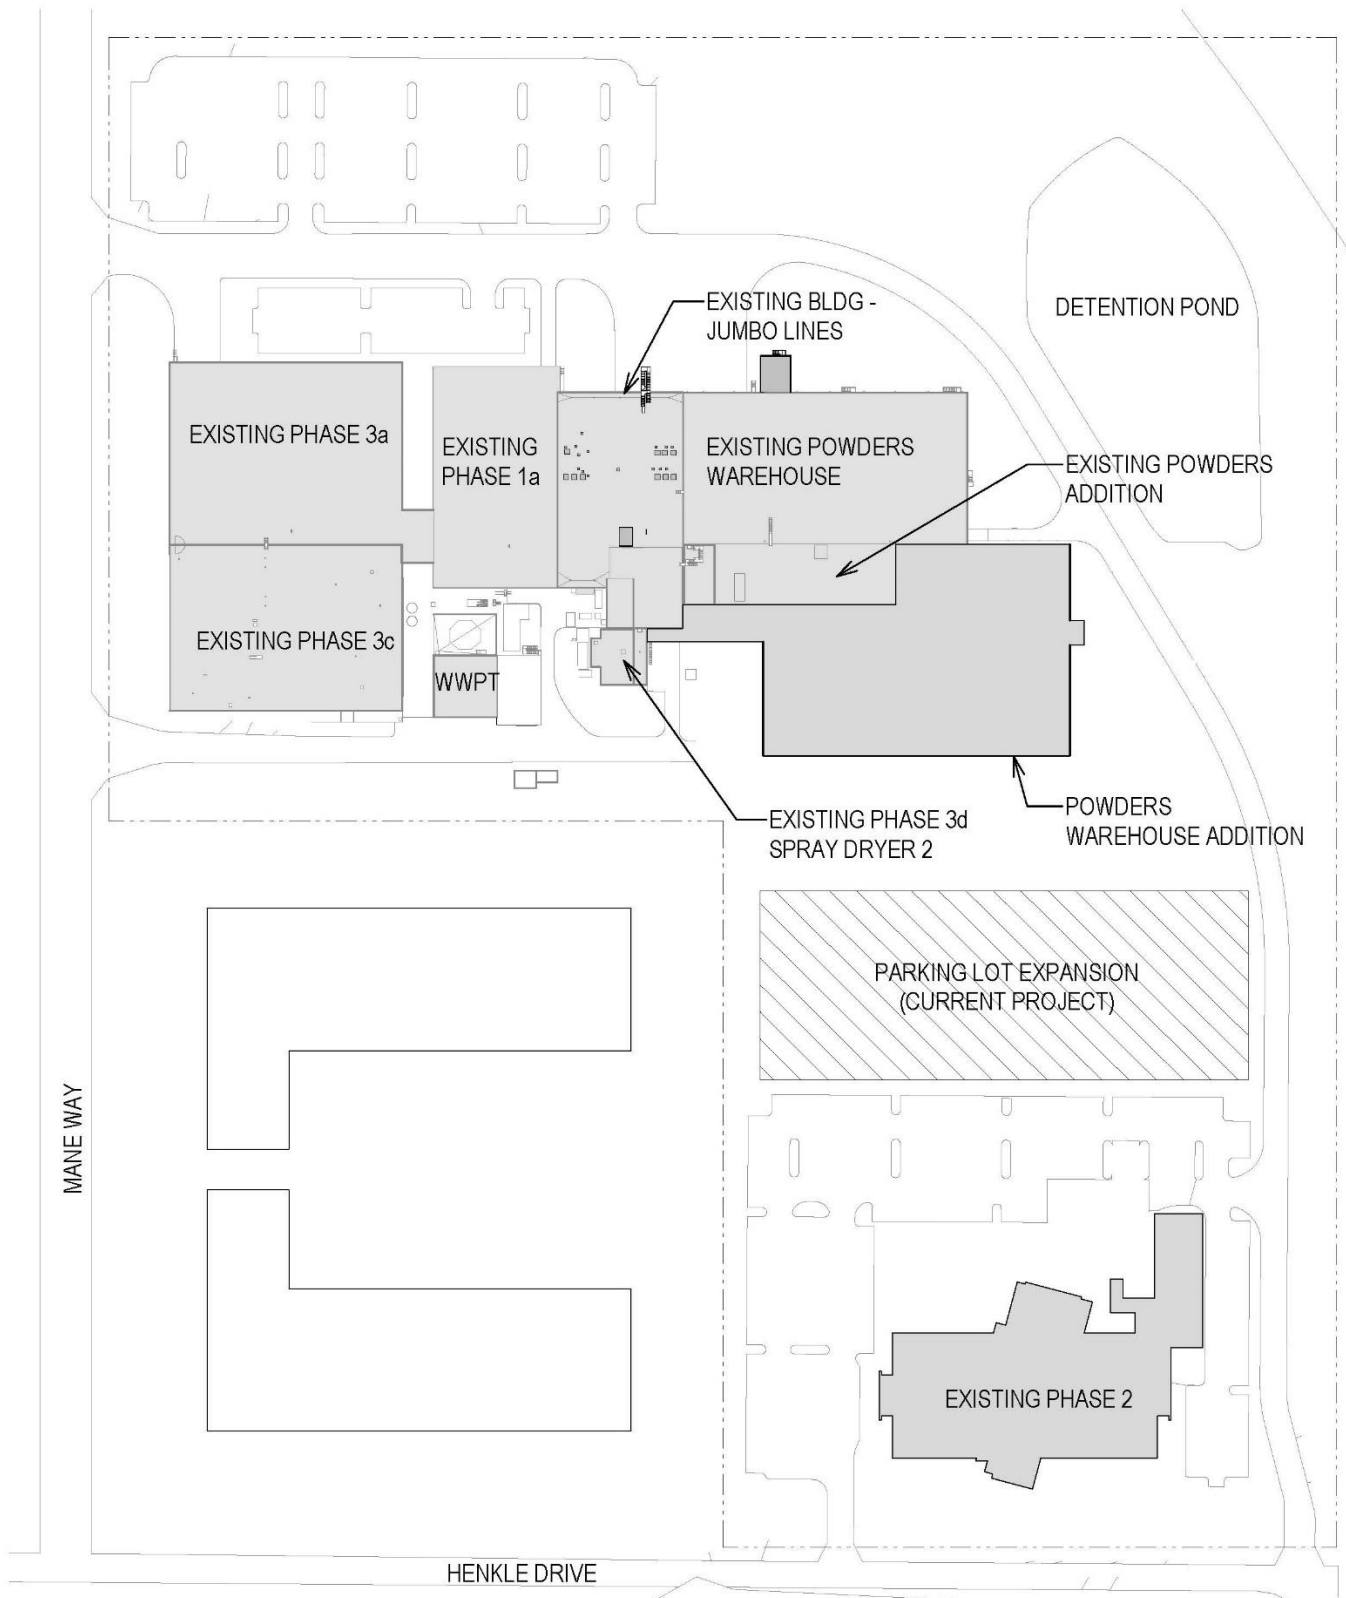 EXISTING BLDG -
JUMBO LINES
DETENTION POND
EXISTING PHASE 3a
EXISTING
PHASE 1a
EXISTING POWDERS
WAREHOUSE
EXISTING POWDERS
ADDITION
EXISTING PHASE 3c
WWPT
EXISTING PHASE 3d
SPRAY DRYER 2
POWDERS
WAREHOUSE ADDITION
PARKING LOT EXPANSION
(CURRENT PROJECT)
MANE WAY
EXISTING PHASE 2
HENKLE DRIVE